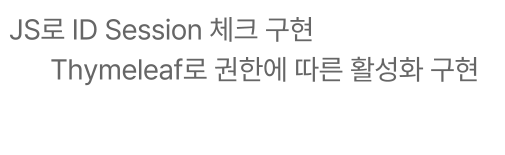 JS로 ID Session 체크 구현
Thymeleaf로 권한에 따른 활성화 구현